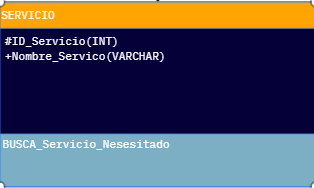 SERVICIO
#ID_Servicio(INT)
+Nombre_Servico(VARCHAR)
BUSCA_Servicio_Nesesitado